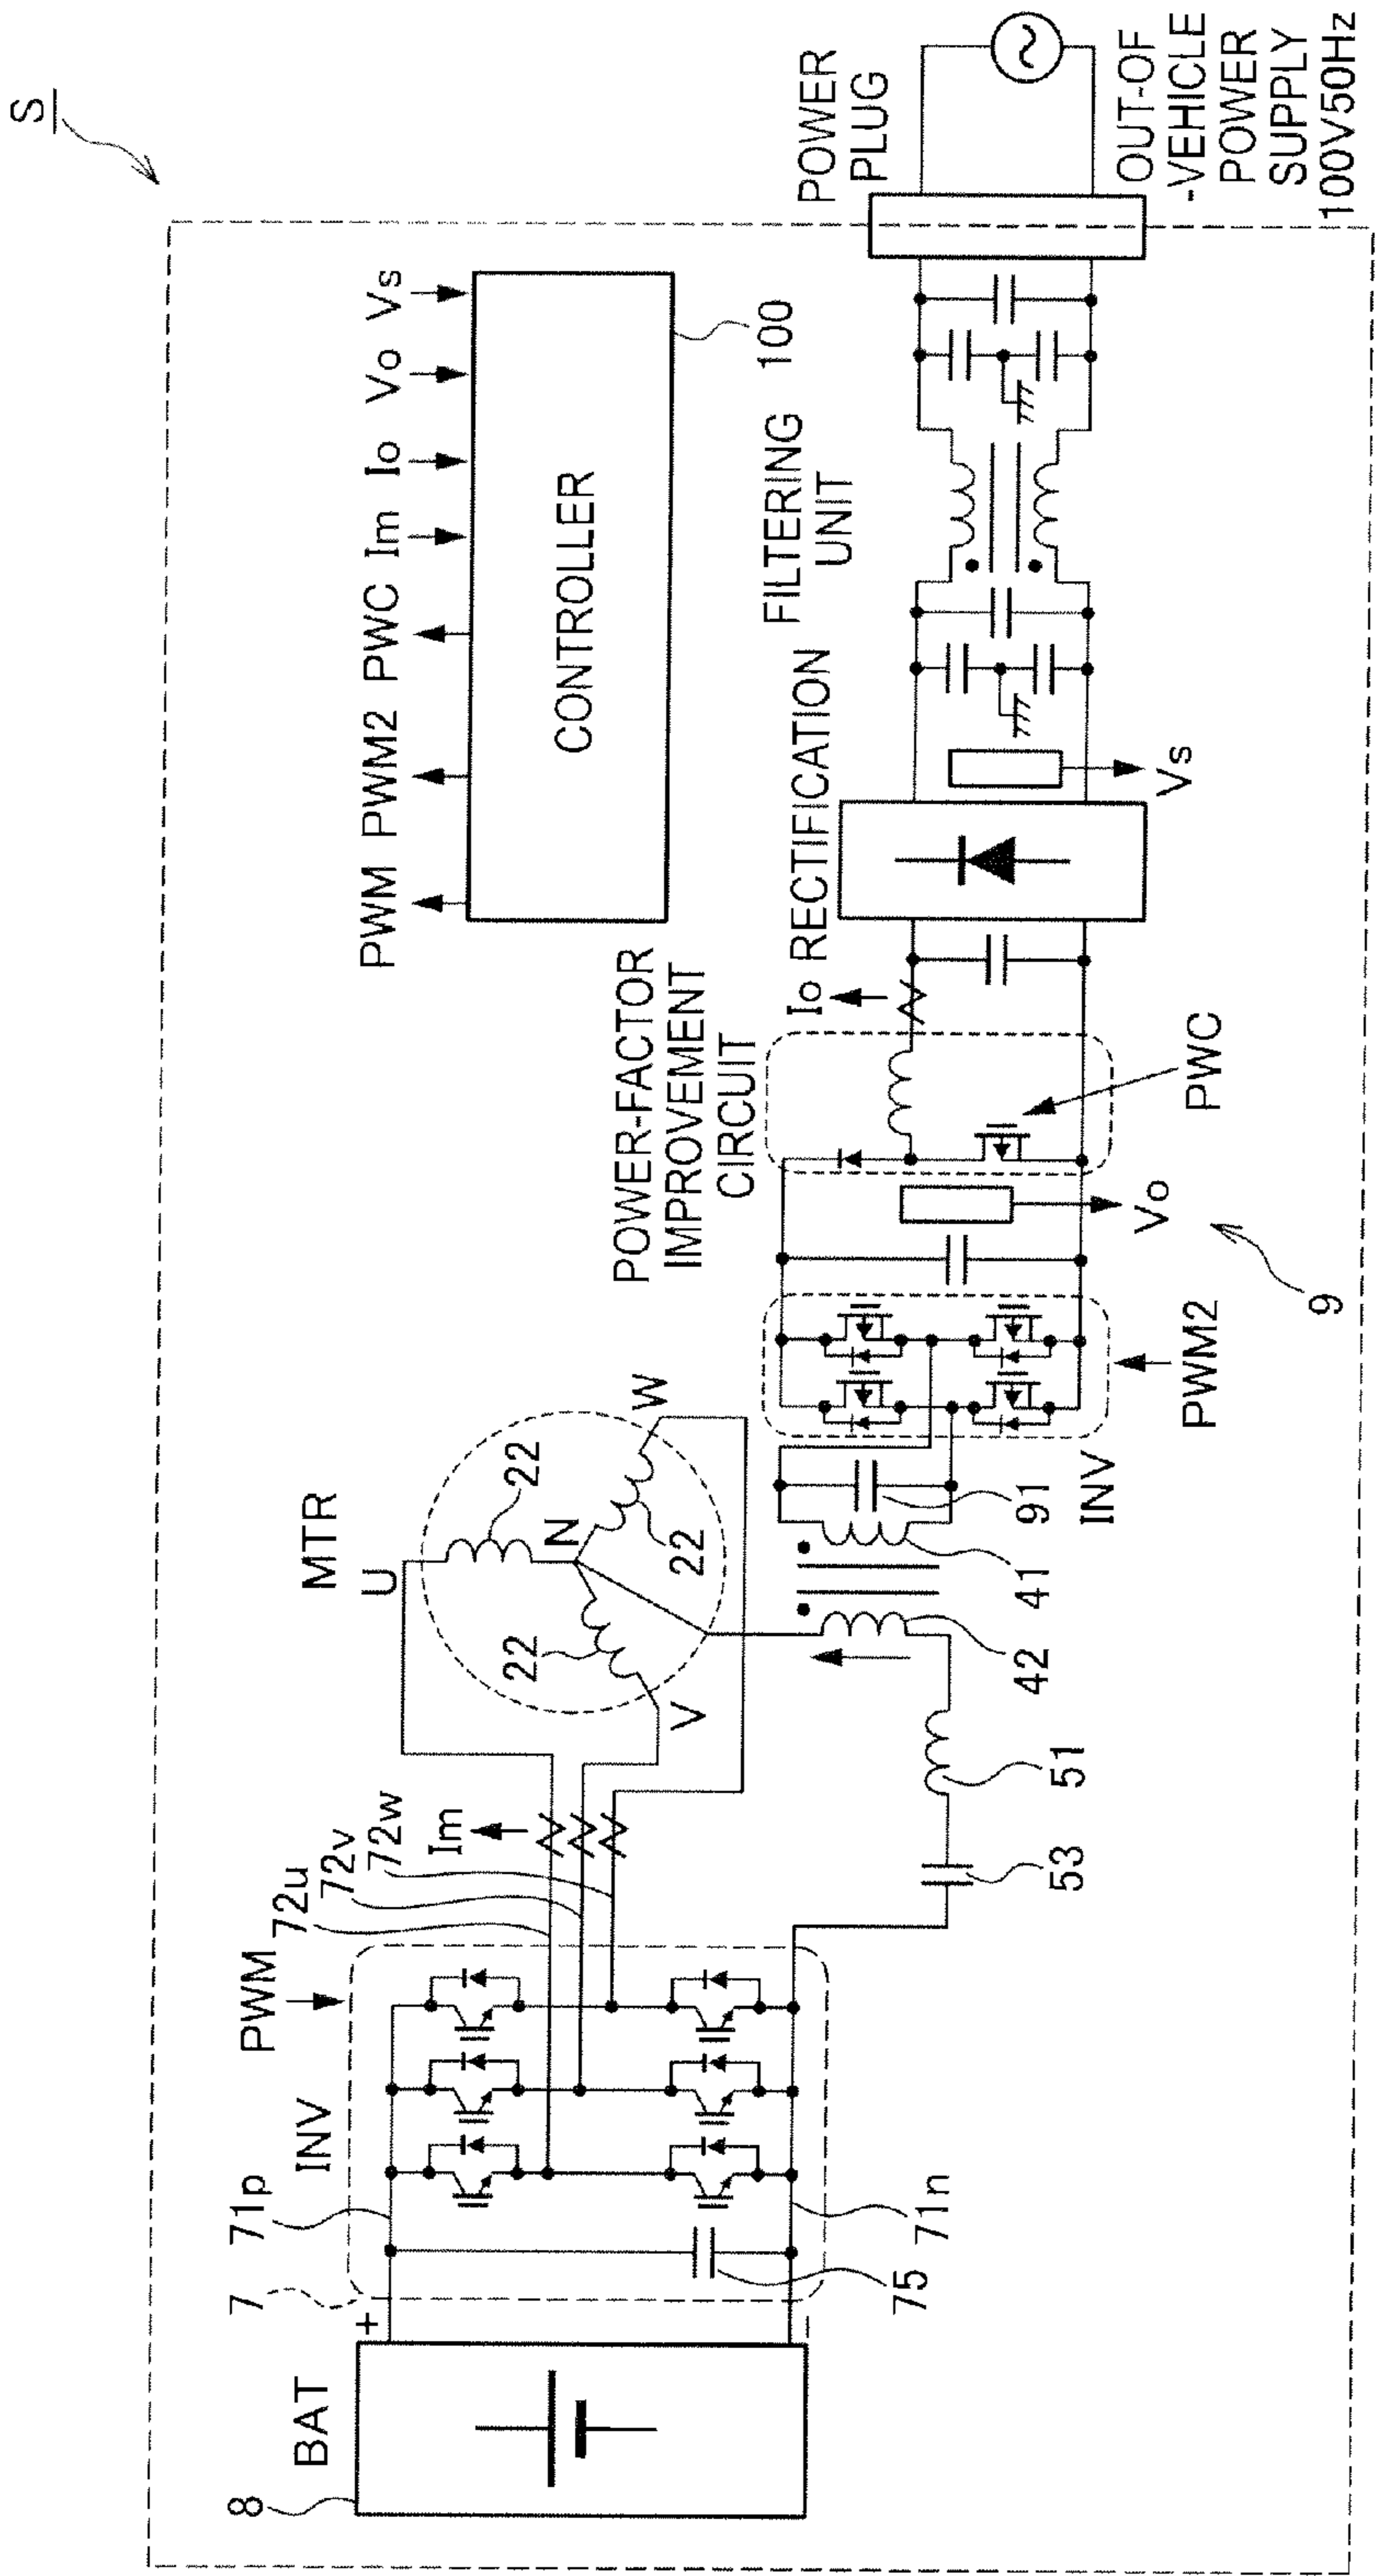 S
PWM
PWM2
PWC
Im
Io
Vo
Vs
CONTROLLER
100
MTR
U
22
N
22
W
22
V
8
BAT
+
-
7
71p
INV
PWM
72u
72v
72w
Im
75
71n
53
51
42
41
91
INV
PWM2
POWER-FACTOR
IMPROVEMENT
CIRCUIT
Io
RECTIFICATION
FILTERING
UNIT
POWER
PLUG
Vo
9
PWC
Vs
OUT-OF
-VEHICLE
POWER
SUPPLY
100V50Hz